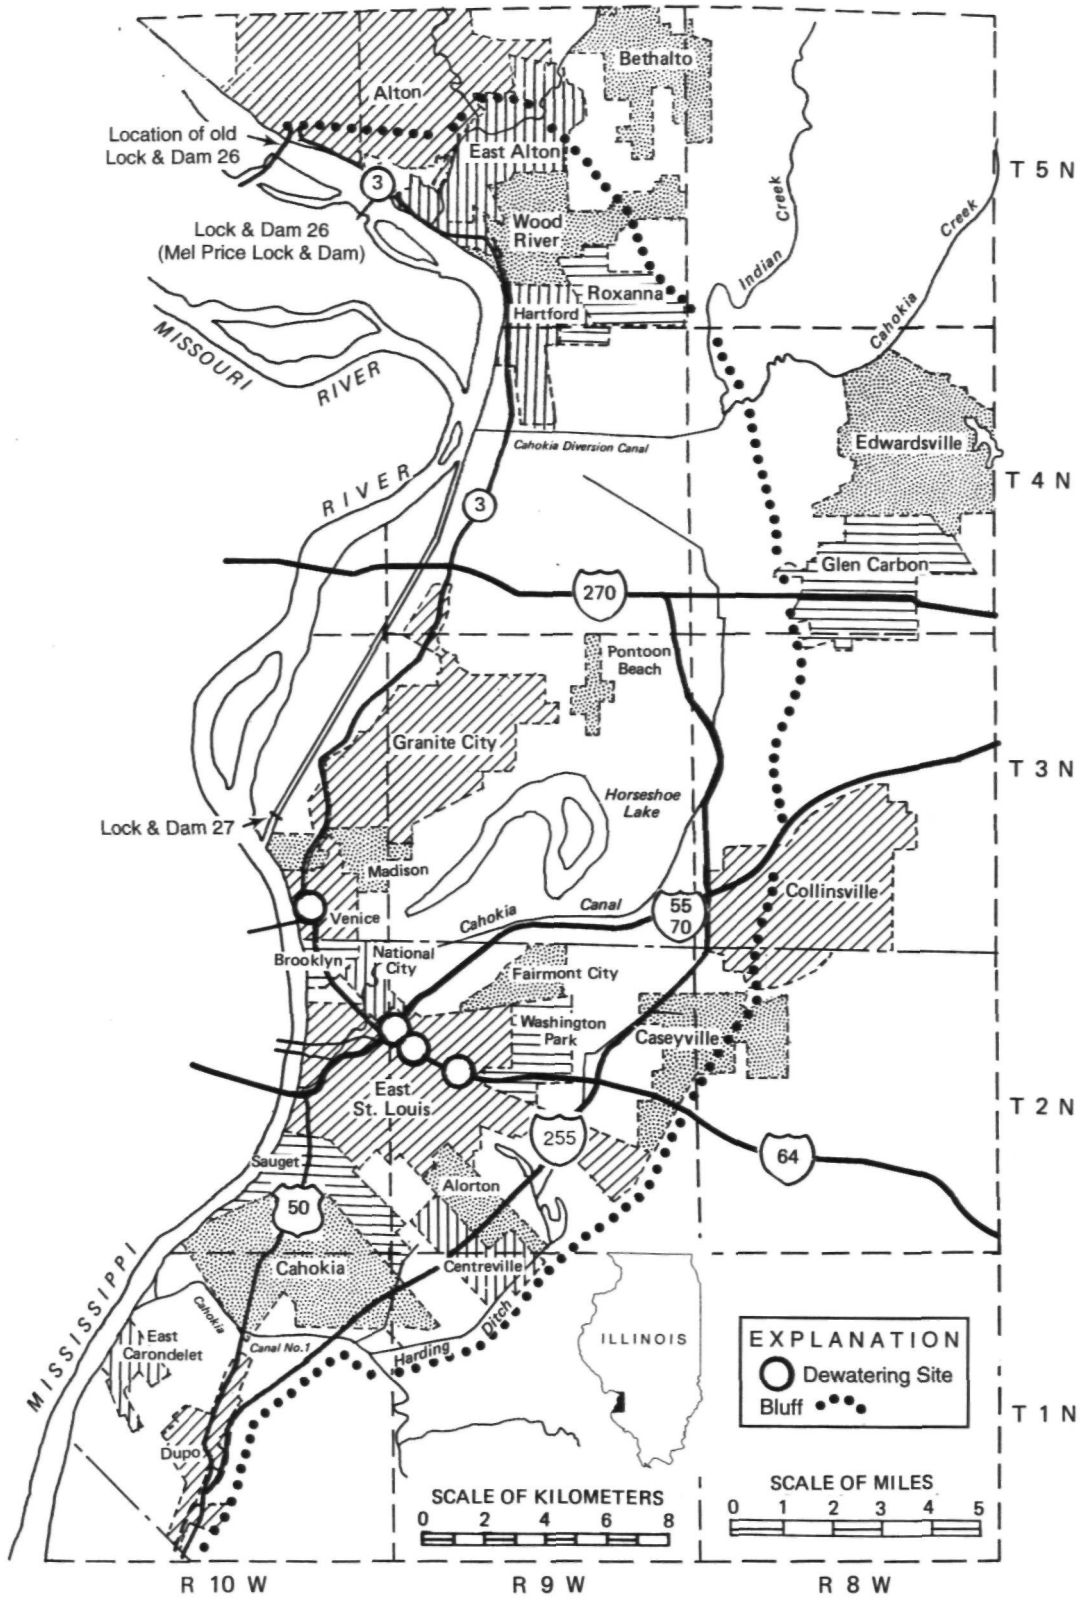 Bethalto
Alton
Location of old
Lock & Dam 26
East Alton
T 5 N
3
Creek
Creek
Wood
River
Lock & Dam 26
(Mel Price Lock & Dam)
Indian
Roxanna
Cahokia
Hartford
MISSOURI
RIVER
Cahokia Diversion Canal
Edwardsville
RIVER
T 4 N
3
Glen Carbon
270
Pontoon
Beach
Granite City
T 3 N
Horseshoe
Lake
Lock & Dam 27
Madison
Collinsville
Cahokia
Canal
55
70
Venice
Brooklyn
National
City
Fairmont City
Washington
Park
Caseyville
East
St. Louis
T 2 N
255
64
Sauget
Alorton
50
Cahokia
Centreville
MISSISSIPPI
Cahokia
Canal No.1
Harding
Ditch
ILLINOIS
East
Carondelet
EXPLANATION
Dewatering Site
Bluff
T 1 N
Dupo
SCALE OF KILOMETERS
0 2 4 6 8
SCALE OF MILES
0 1 2 3 4 5
R 10 W
R 9 W
R 8 W